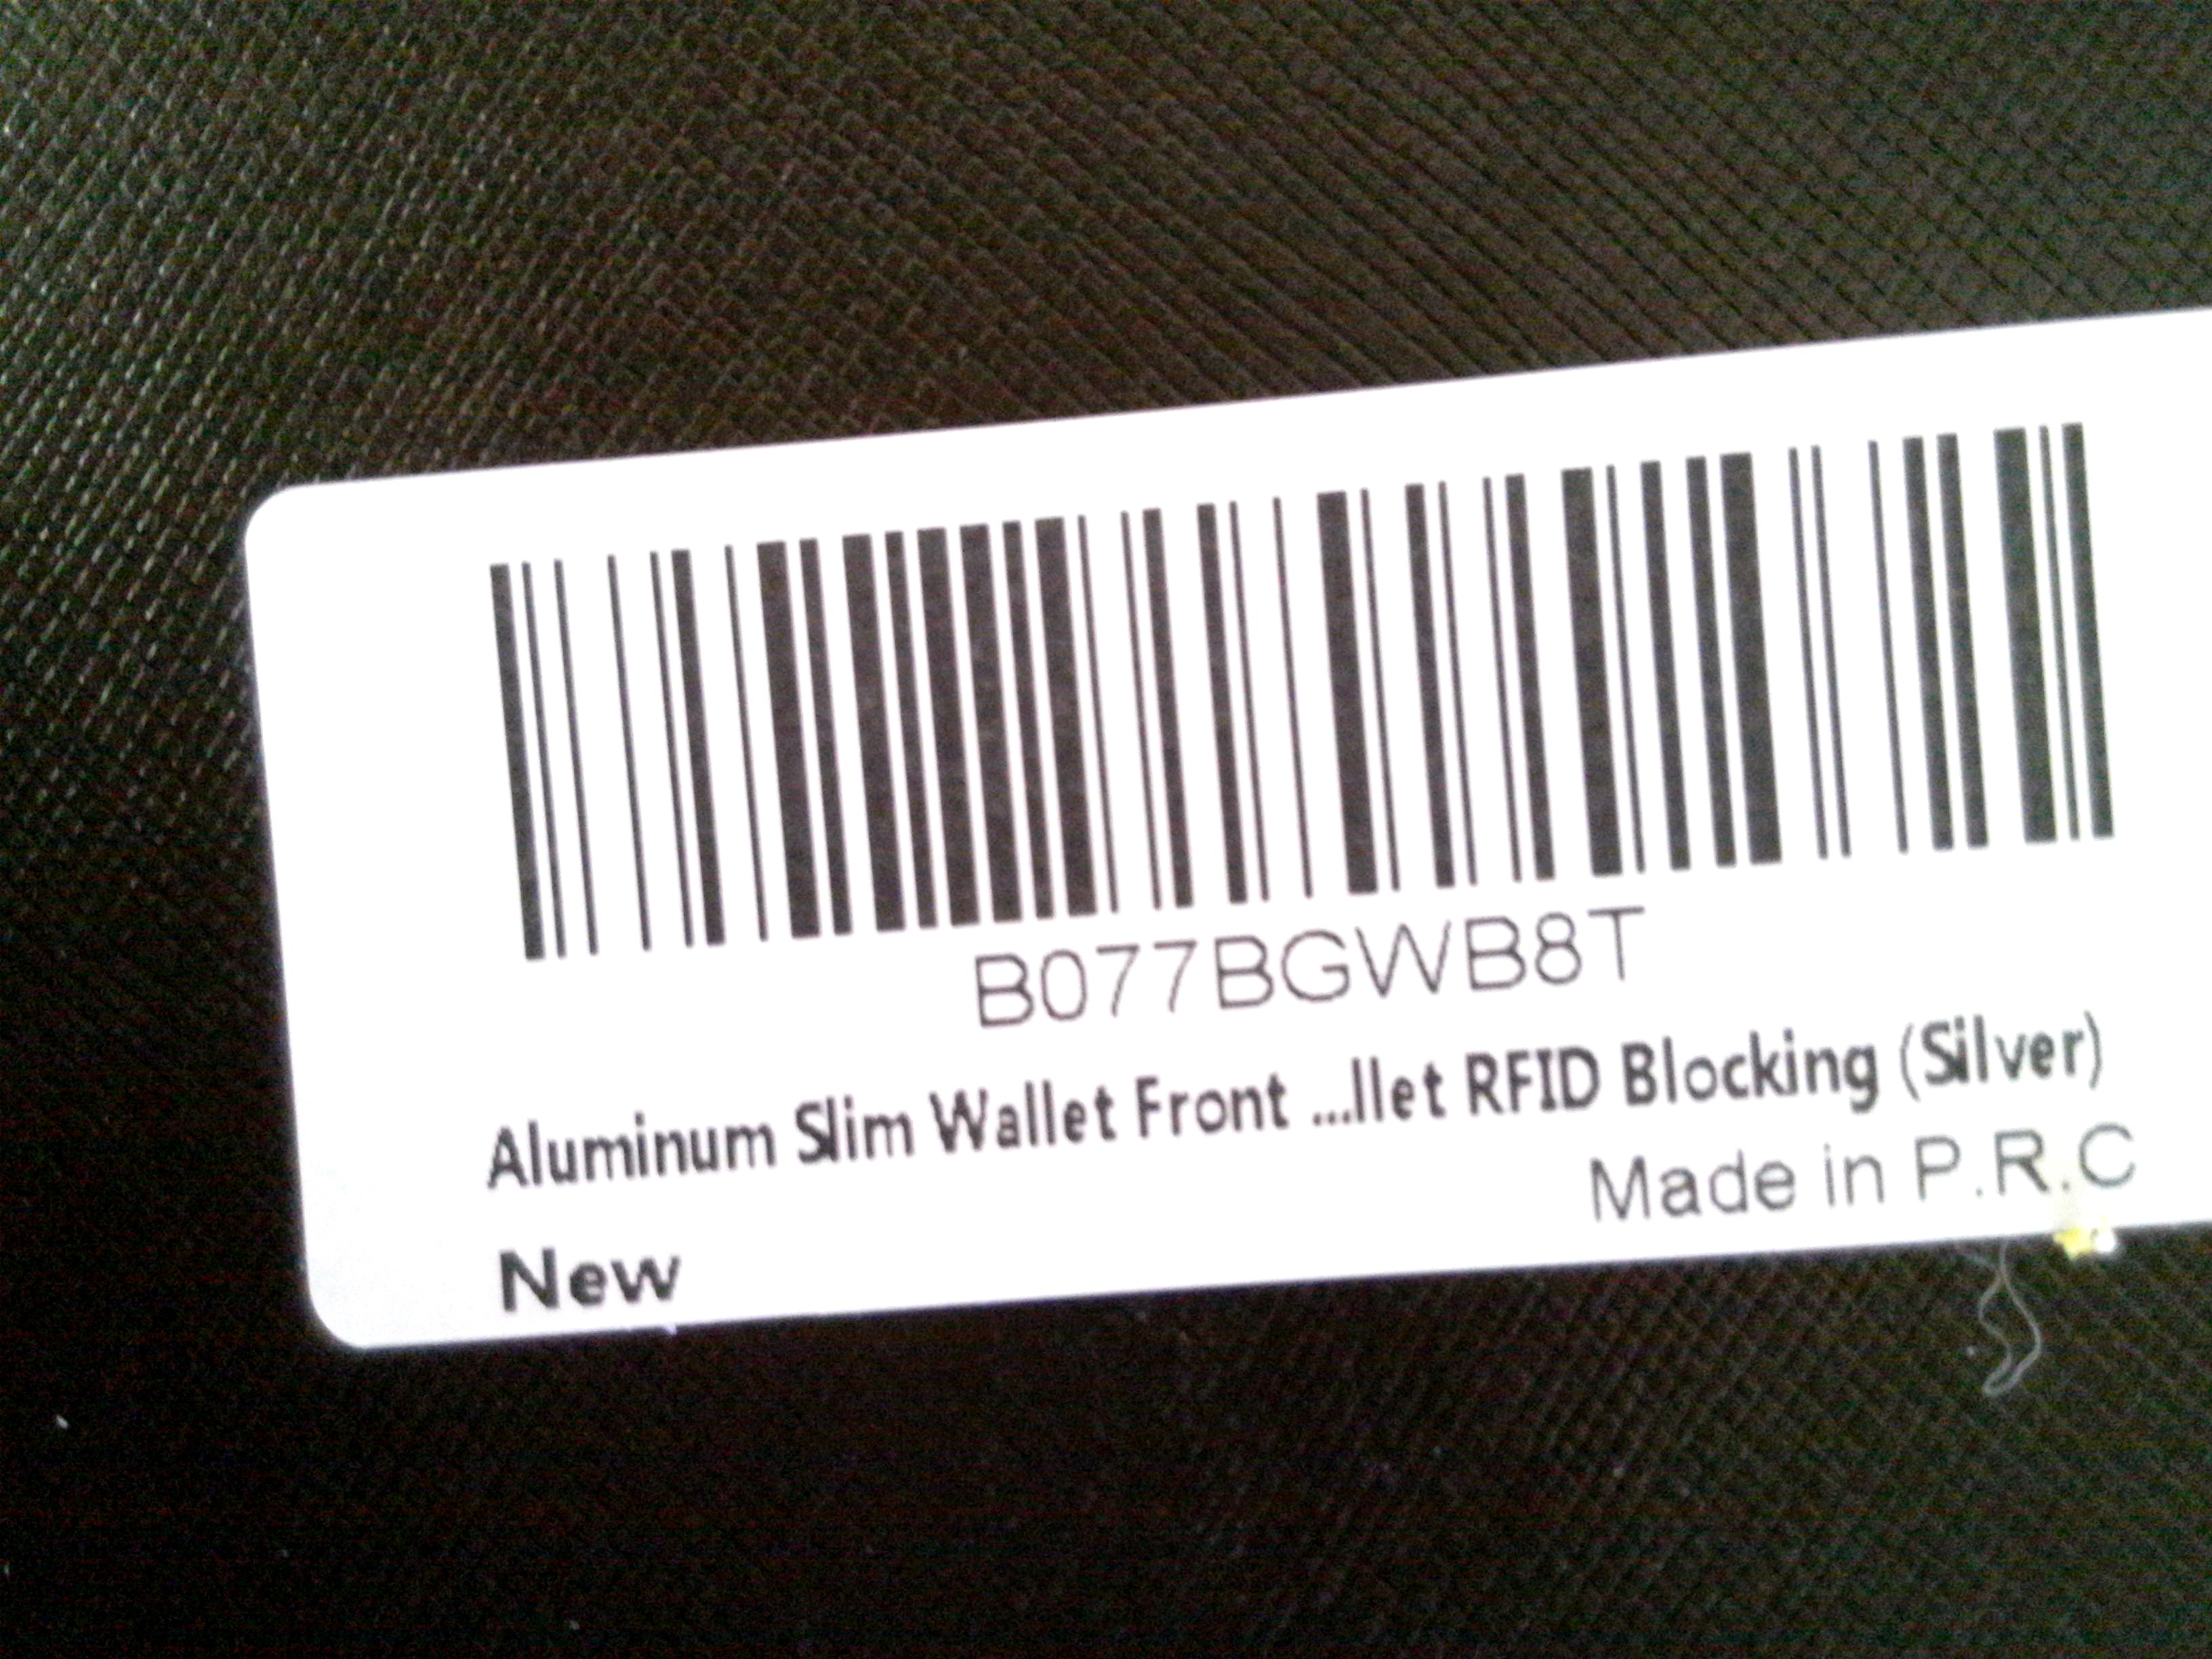 B077BGWB8T
Aluminum Slim Wallet Front ...llet RFID Blocking (Silver)
Made in P.R.C
New